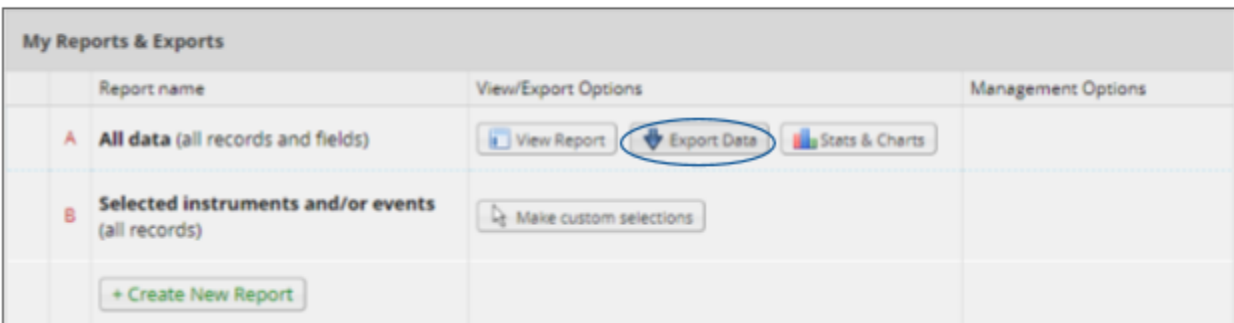 My Reports & Exports
Report name View/Export Options Management Options
A All data (all records and fields) View Report Export Data Stats & Charts
B Selected instruments and/or events
(all records) Make custom selections
+ Create New Report